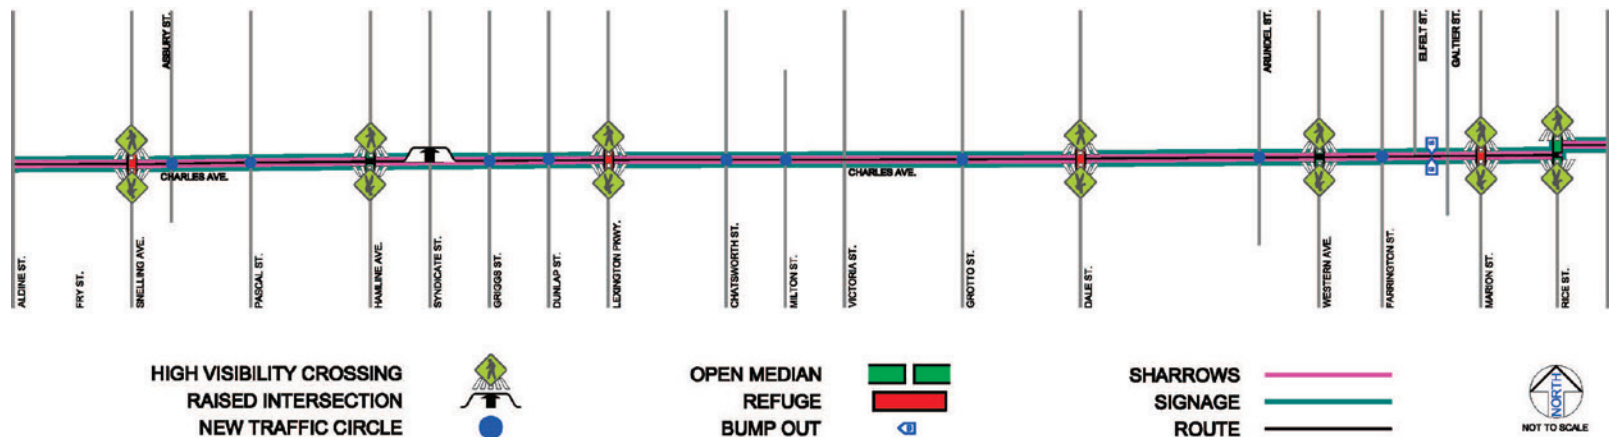 ASBURY ST.
ARUNDEL ST.
ELFELT ST.
GALTIER ST.
CHARLES AVE.
CHARLES AVE.
ALDINE ST.
FRY ST.
SNELLING AVE.
PASCAL ST.
HAMLINE AVE.
SYNDICATE ST.
GRIGGS ST.
DUNLAP ST.
LEXINGTON PKWY.
CHATSWORTH ST.
MILTON ST.
VICTORIA ST.
GROTTO ST.
DALE ST.
WESTERN AVE.
FARRINGTON ST.
MARION ST.
RICE ST.
HIGH VISIBILITY CROSSING
RAISED INTERSECTION
NEW TRAFFIC CIRCLE
OPEN MEDIAN
REFUGE
BUMP OUT
SHARROWS
SIGNAGE
ROUTE
NORTH
NOT TO SCALE